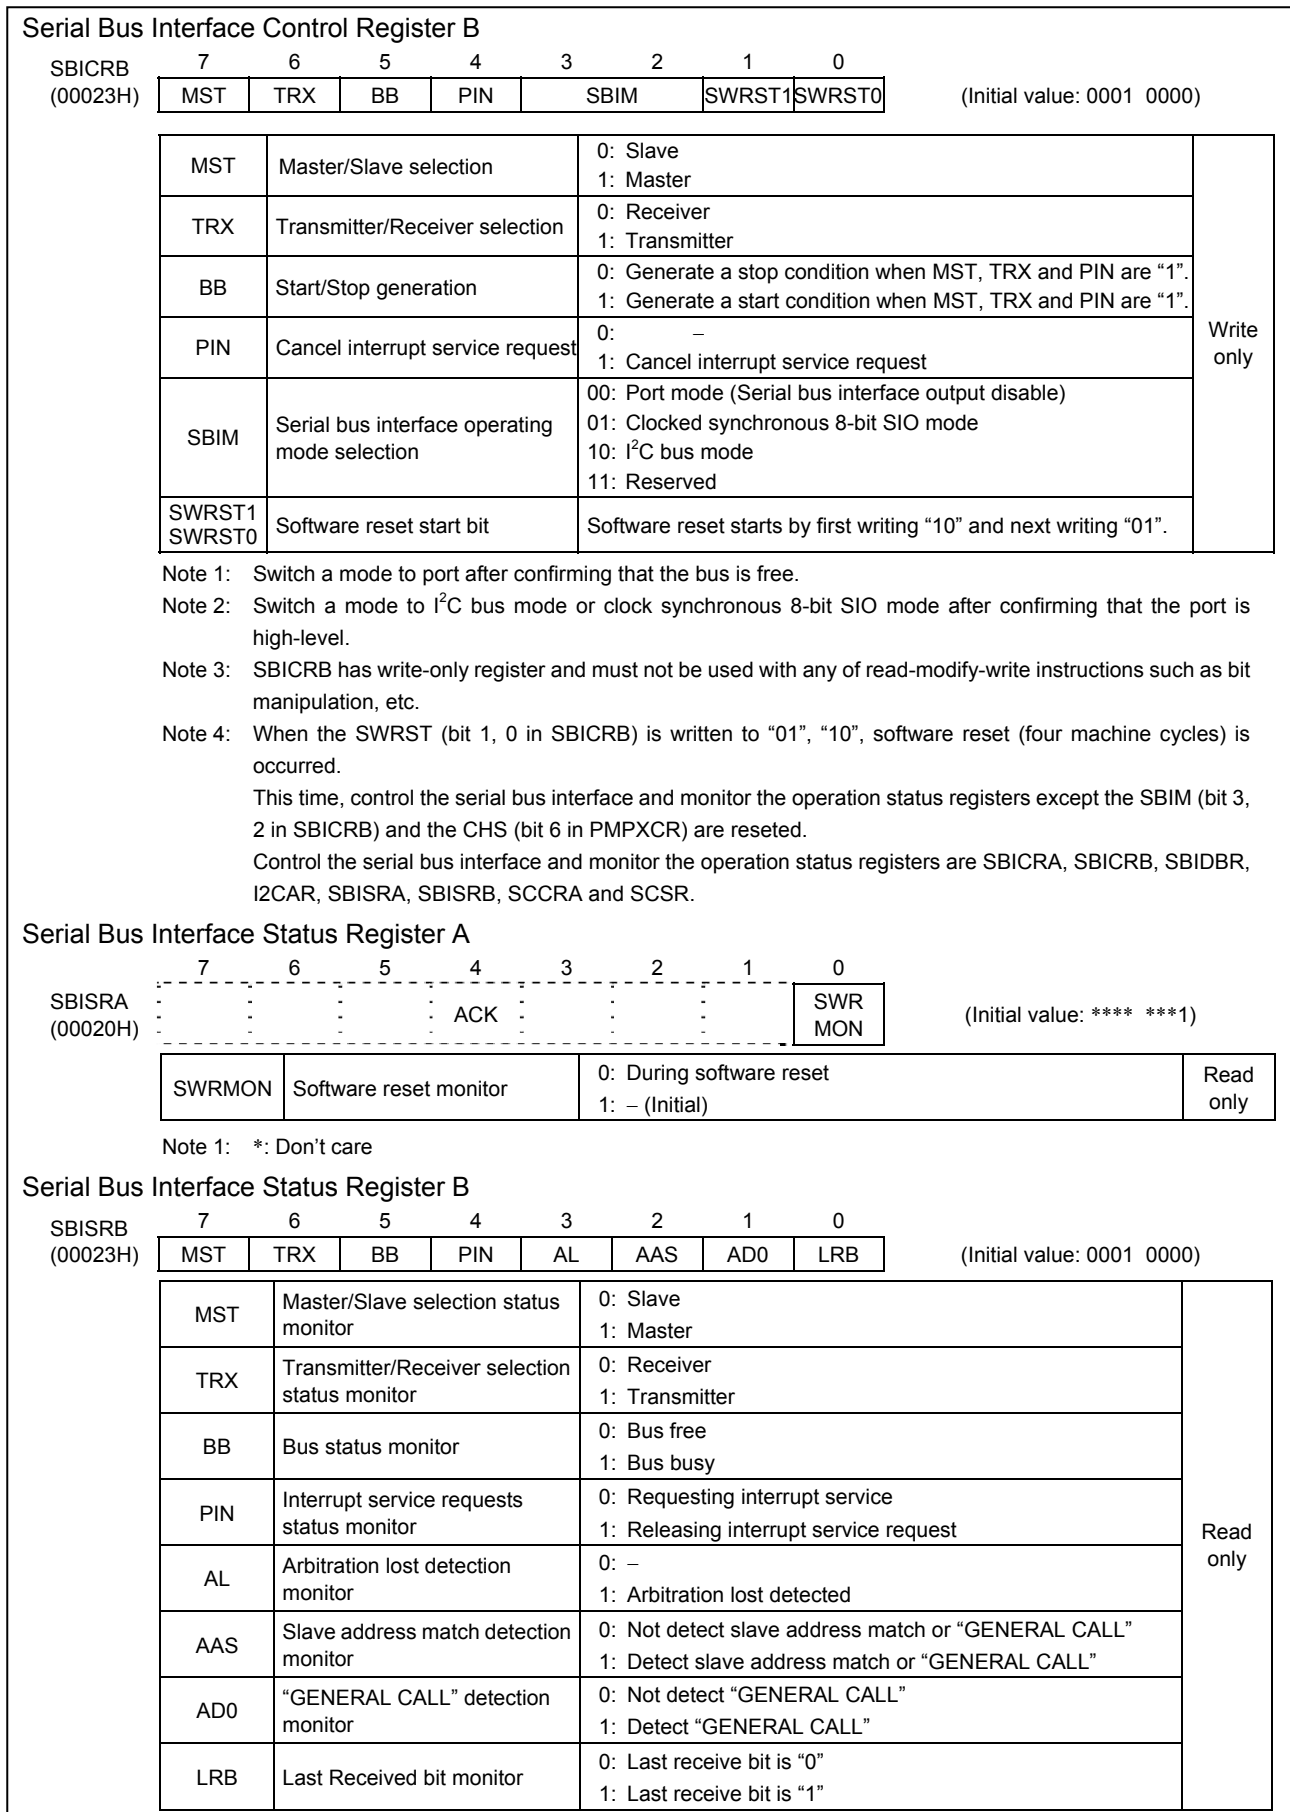 Serial Bus Interface Control Register B
7 6 5 4 3 2 1 0
SBICRB
(00023H) MST TRX BB PIN SBIM SWRST1 SWRST0 (Initial value: 0001 0000)
MST Master/Slave selection 0: Slave
1: Master
TRX Transmitter/Receiver selection 0: Receiver
1: Transmitter
BB Start/Stop generation 0: Generate a stop condition when MST, TRX and PIN are “1”.
1: Generate a start condition when MST, TRX and PIN are “1”.
PIN Cancel interrupt service request 0: –
1: Cancel interrupt service request
Write
only
SBIM Serial bus interface operating
mode selection
00: Port mode (Serial bus interface output disable)
01: Clocked synchronous 8-bit SIO mode
10: I²C bus mode
11: Reserved
SWRST1
SWRST0
Software reset start bit Software reset starts by first writing “10” and next writing “01”.
Note 1: Switch a mode to port after confirming that the bus is free.
Note 2: Switch a mode to I²C bus mode or clock synchronous 8-bit SIO mode after confirming that the port is
high-level.
Note 3: SBICRB has write-only register and must not be used with any of read-modify-write instructions such as bit
manipulation, etc.
Note 4: When the SWRST (bit 1, 0 in SBICRB) is written to “01”, “10”, software reset (four machine cycles) is
occurred.
This time, control the serial bus interface and monitor the operation status registers except the SBIM (bit 3,
2 in SBICRB) and the CHS (bit 6 in PMPXCR) are reseted.
Control the serial bus interface and monitor the operation status registers are SBICRA, SBICRB, SBIDBR,
I2CAR, SBISRA, SBISRB, SCCRA and SCSR.
Serial Bus Interface Status Register A
7 6 5 4 3 2 1 0
SBISRA
(00020H)
ACK
SWR
MON
(Initial value: **** ***1)
SWRMON Software reset monitor 0: During software reset
1: – (Initial)
Read
only
Note 1: *: Don’t care
Serial Bus Interface Status Register B
7 6 5 4 3 2 1 0
SBISRB
(00023H) MST TRX BB PIN AL AAS AD0 LRB (Initial value: 0001 0000)
MST Master/Slave selection status
monitor
0: Slave
1: Master
TRX Transmitter/Receiver selection
status monitor
0: Receiver
1: Transmitter
BB Bus status monitor 0: Bus free
1: Bus busy
PIN Interrupt service requests
status monitor
0: Requesting interrupt service
1: Releasing interrupt service request
Read
only
AL Arbitration lost detection
monitor
0: –
1: Arbitration lost detected
AAS Slave address match detection
monitor
0: Not detect slave address match or “GENERAL CALL”
1: Detect slave address match or “GENERAL CALL”
AD0 “GENERAL CALL” detection
monitor
0: Not detect “GENERAL CALL”
1: Detect “GENERAL CALL”
LRB Last Received bit monitor 0: Last receive bit is “0”
1: Last receive bit is “1”